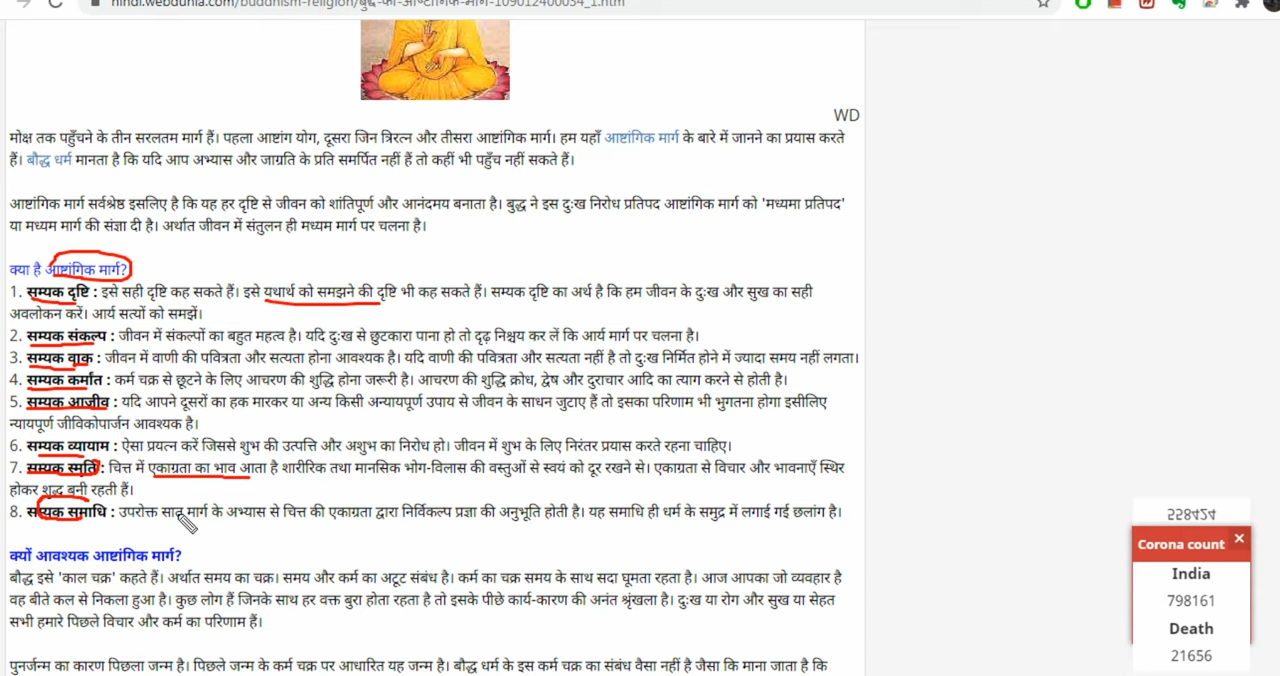 hindi.webdunia.com/buddhism-religion/बुद्ध-का-आष्टांगिक-मार्ग-109012400034_1.htm
WD
मोक्ष तक पहुँचने के तीन सरलतम मार्ग हैं। पहला आष्टांग योग, दूसरा जिन त्रिरत्न और तीसरा आष्टांगिक मार्ग। हम यहाँ आष्टांगिक मार्ग के बारे में जानने का प्रयास करते
हैं। बौद्ध धर्म मानता है कि यदि आप अभ्यास और जाग्रति के प्रति समर्पित नहीं हैं तो कहीं भी पहुँच नहीं सकते हैं।
आष्टांगिक मार्ग सर्वश्रेष्ठ इसलिए है कि यह हर दृष्टि से जीवन को शांतिपूर्ण और आनंदमय बनाता है। बुद्ध ने इस दुःख निरोध प्रतिपद आष्टांगिक मार्ग को 'मध्यमा प्रतिपद'
या मध्यम मार्ग की संज्ञा दी है। अर्थात जीवन में संतुलन ही मध्यम मार्ग पर चलना है।
क्या है आष्टांगिक मार्ग?
1. सम्यक दृष्टि : इसे सही दृष्टि कह सकते हैं। इसे यथार्थ को समझने की दृष्टि भी कह सकते हैं। सम्यक दृष्टि का अर्थ है कि हम जीवन के दुःख और सुख का सही
अवलोकन करें। आर्य सत्यों को समझें।
2. सम्यक संकल्प : जीवन में संकल्पों का बहुत महत्व है। यदि दुःख से छुटकारा पाना हो तो दृढ़ निश्चय कर लें कि आर्य मार्ग पर चलना है।
3. सम्यक वाक : जीवन में वाणी की पवित्रता और सत्यता होना आवश्यक है। यदि वाणी की पवित्रता और सत्यता नहीं है तो दुःख निर्मित होने में ज्यादा समय नहीं लगता।
4. सम्यक कर्मांत : कर्म चक्र से छूटने के लिए आचरण की शुद्धि होना जरूरी है। आचरण की शुद्धि क्रोध, द्वेष और दुराचार आदि का त्याग करने से होती है।
5. सम्यक आजीव : यदि आपने दूसरों का हक मारकर या अन्य किसी अन्यायपूर्ण उपाय से जीवन के साधन जुटाए हैं तो इसका परिणाम भी भुगतना होगा इसीलिए
न्यायपूर्ण जीविकोपार्जन आवश्यक है।
6. सम्यक व्यायाम : ऐसा प्रयत्न करें जिससे शुभ की उत्पत्ति और अशुभ का निरोध हो। जीवन में शुभ के लिए निरंतर प्रयास करते रहना चाहिए।
7. सम्यक स्मृति : चित्त में एकाग्रता का भाव आता है शारीरिक तथा मानसिक भोग-विलास की वस्तुओं से स्वयं को दूर रखने से। एकाग्रता से विचार और भावनाएँ स्थिर
होकर शुद्ध बनी रहती हैं।
8. सम्यक समाधि : उपरोक्त सात मार्ग के अभ्यास से चित्त की एकाग्रता द्वारा निर्विकल्प प्रज्ञा की अनुभूति होती है। यह समाधि ही धर्म के समुद्र में लगाई गई छलांग है।
क्यों आवश्यक आष्टांगिक मार्ग?
बौद्ध इसे 'काल चक्र' कहते हैं। अर्थात समय का चक्र। समय और कर्म का अटूट संबंध है। कर्म का चक्र समय के साथ सदा घूमता रहता है। आज आपका जो व्यवहार है
वह बीते कल से निकला हुआ है। कुछ लोग हैं जिनके साथ हर वक्त बुरा होता रहता है तो इसके पीछे कार्य-कारण की अनंत श्रृंखला है। दुःख या रोग और सुख या सेहत
सभी हमारे पिछले विचार और कर्म का परिणाम हैं।
पुनर्जन्म का कारण पिछला जन्म है। पिछले जन्म के कर्म चक्र पर आधारित यह जन्म है। बौद्ध धर्म के इस कर्म चक्र का संबंध वैसा नहीं है जैसा कि माना जाता है कि
558424
Corona count ×
India
798161
Death
21656